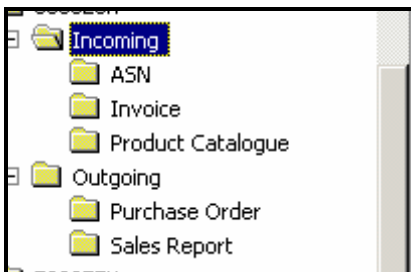 Incoming
ASN
Invoice
Product Catalogue
Outgoing
Purchase Order
Sales Report